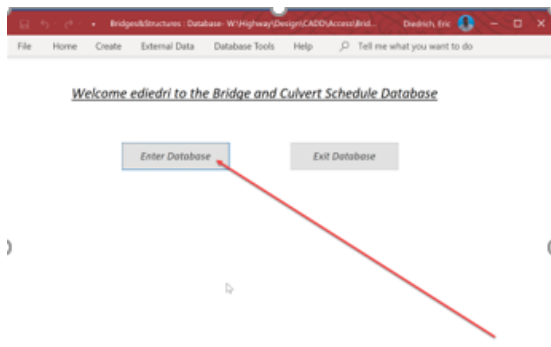 Bridges&Structures : Database- W:\Highway\Design\CADD\Access\Brid... Diedrich, Eric
File Home Create External Data Database Tools Help Tell me what you want to do
Welcome ediedri to the Bridge and Culvert Schedule Database
Enter Database Exit Database